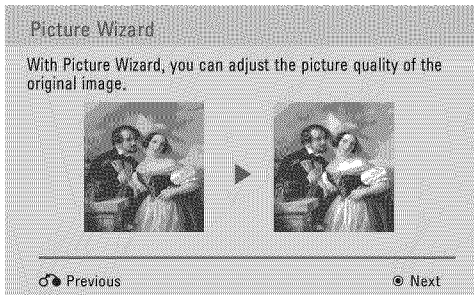 Picture Wizard
With Picture Wizard, you can adjust the picture quality of the
original image.
Previous
Next